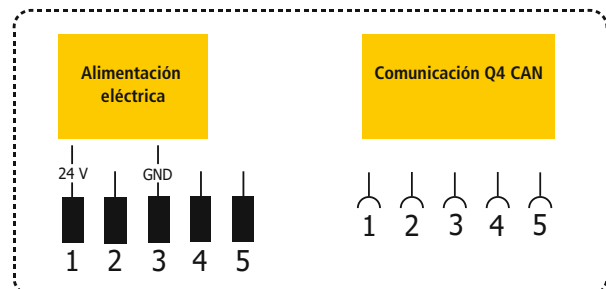 Alimentación
eléctrica
Comunicación Q4 CAN
24 V
GND
1 2 3 4 5
1 2 3 4 5